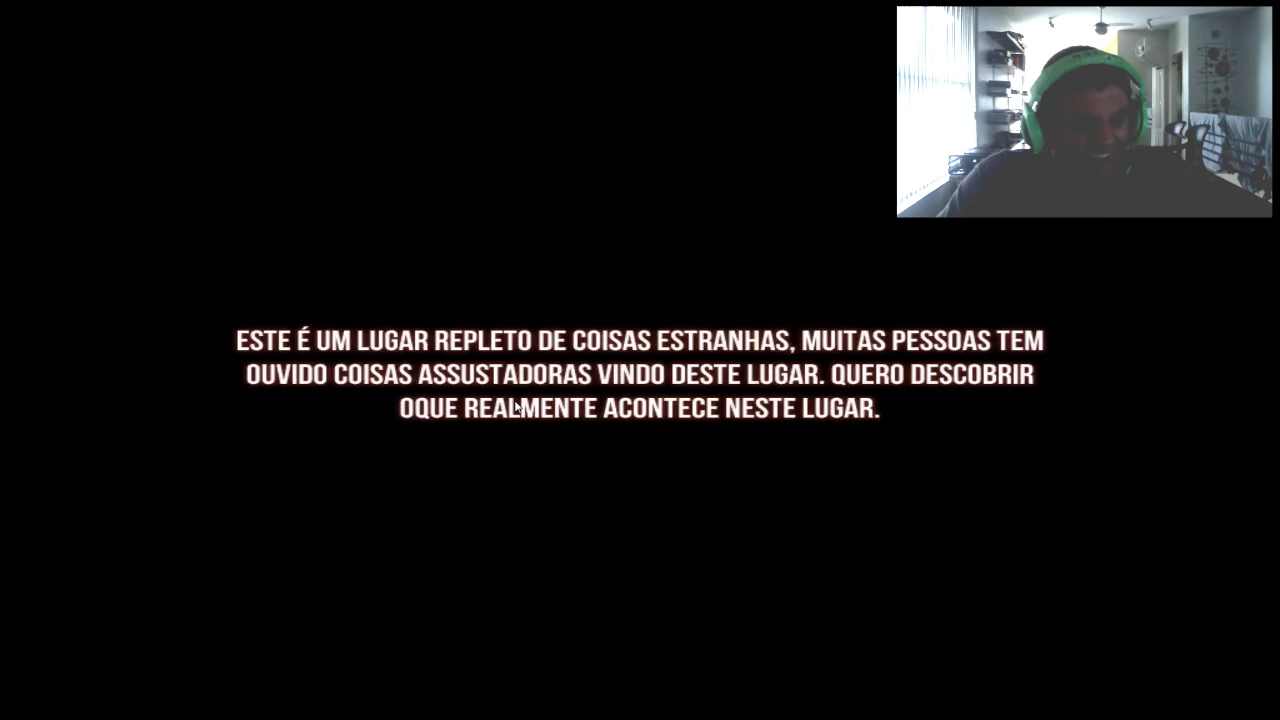 ESTE É UM LUGAR REPLETO DE COISAS ESTRANHAS, MUITAS PESSOAS TEM
OUVIDO COISAS ASSUSTADORAS VINDO DESTE LUGAR. QUERO DESCOBRIR
OQUE REALMENTE ACONTECE NESTE LUGAR.